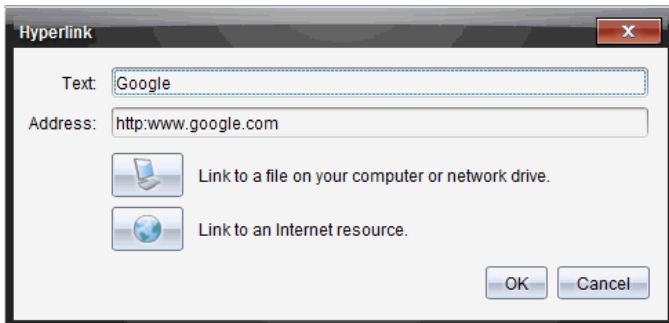 Hyperlink
Text: Google
Address: http:www.google.com
Link to a file on your computer or network drive.
Link to an Internet resource.
OK Cancel